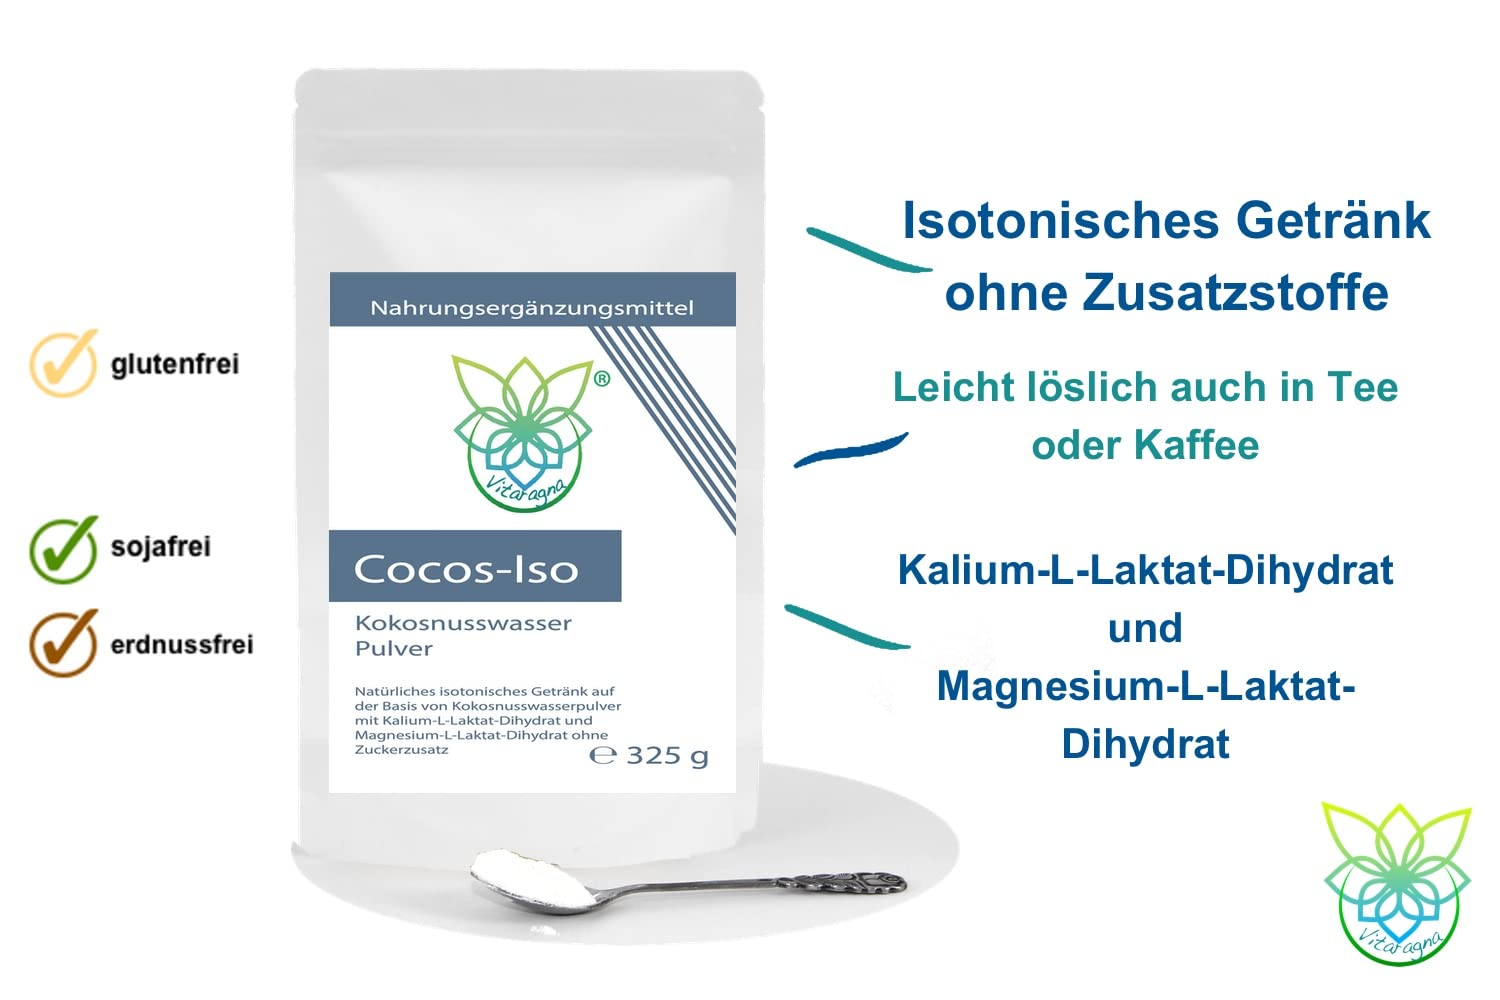 glutenfrei
sojafrei
erdnussfrei
Nahrungsergänzungsmittel
®
Vitaragna
Cocos-Iso
Kokosnusswasser
Pulver
Natürliches isotonisches Getränk auf
der Basis von Kokosnusswasserpulver
mit Kalium-L-Laktat-Dihydrat und
Magnesium-L-Laktat-Dihydrat ohne
Zuckerzusatz
℮ 325 g
Isotonisches Getränk
ohne Zusatzstoffe
Leicht löslich auch in Tee
oder Kaffee
Kalium-L-Laktat-Dihydrat
und
Magnesium-L-Laktat-
Dihydrat
Vitaragna